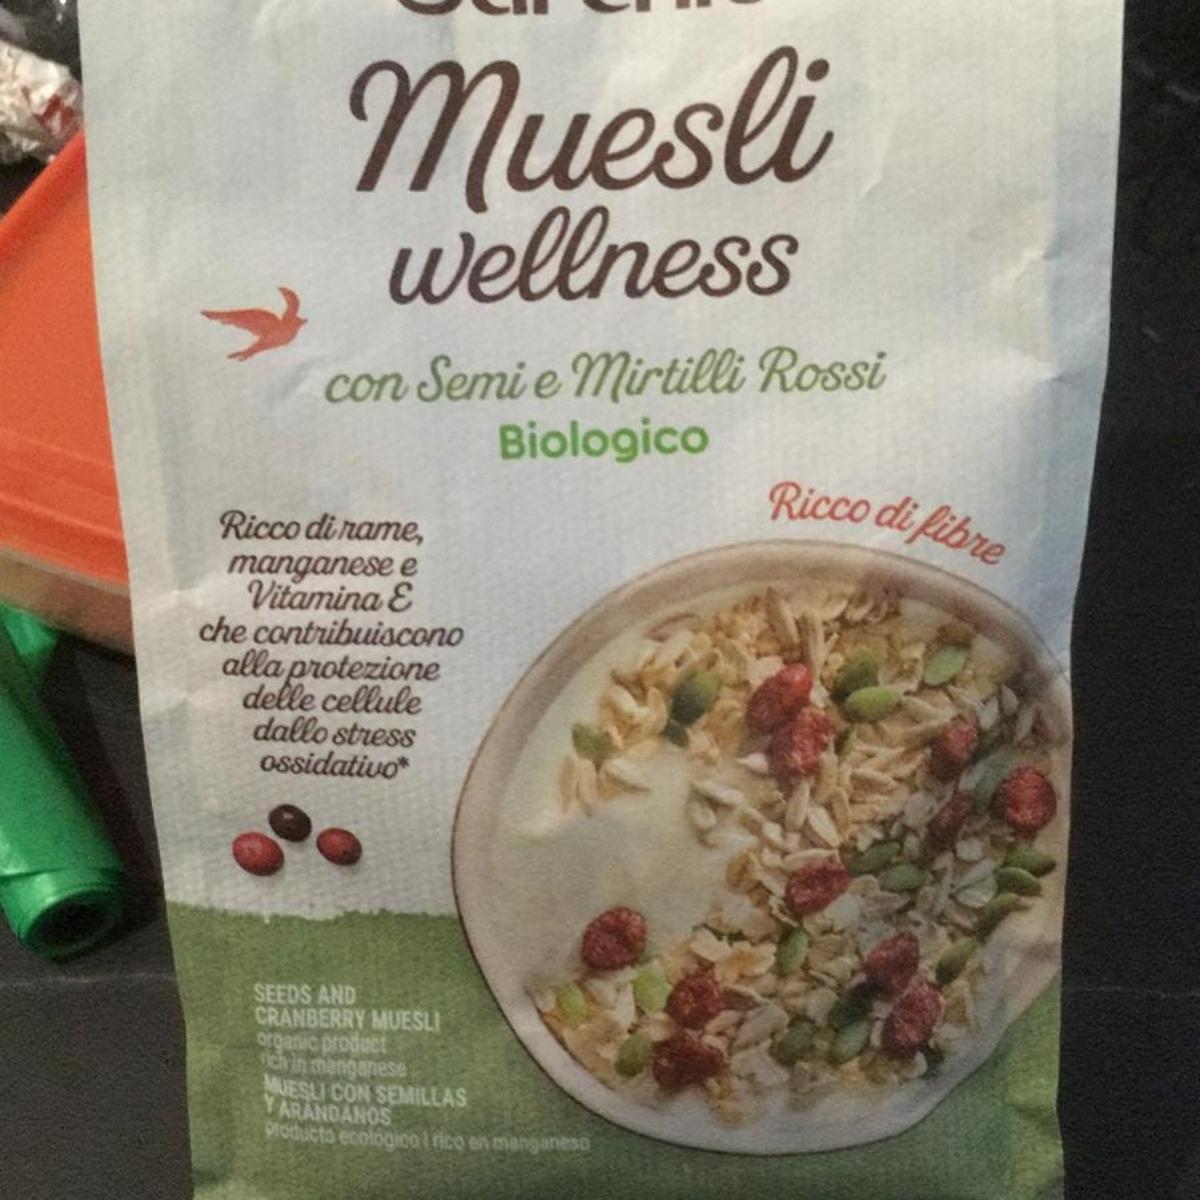 Muesli
wellness
con Semi e Mirtilli Rossi
Biologico
Ricco di fibre
Ricco di rame,
manganese e
Vitamina E
che contribuiscono
alla protezione
delle cellule
dallo stress
ossidativo*
SEEDS AND
CRANBERRY MUESLI
organic product
rich in manganese
MUESLI CON SEMILLAS
Y ARÁNDANOS
producto ecologico | rico en manganeso